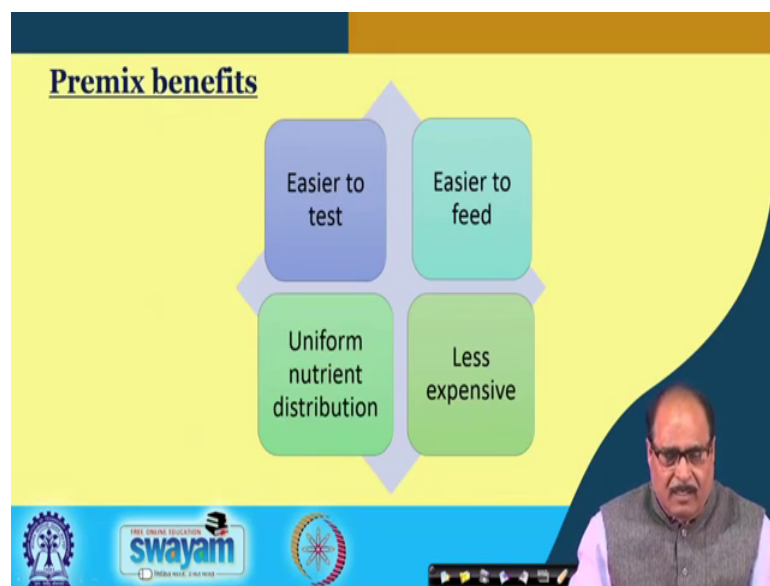 Premix benefits
Easier to
test
Easier to
feed
Uniform
nutrient
distribution
Less
expensive
FREE ONLINE EDUCATION
swayam